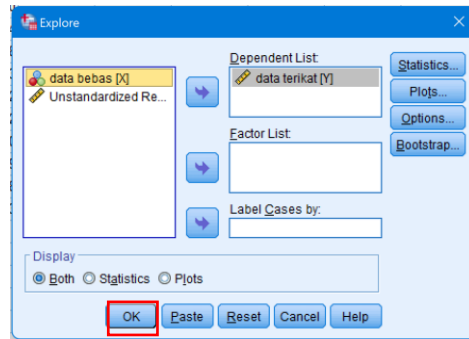 Explore
data bebas [X]
Unstandardized Re...
Dependent List:
data terikat [Y]
Factor List:
Label Cases by:
Statistics...
Plots...
Options...
Bootstrap...
Display
Both Statistics Plots
OK Paste Reset Cancel Help